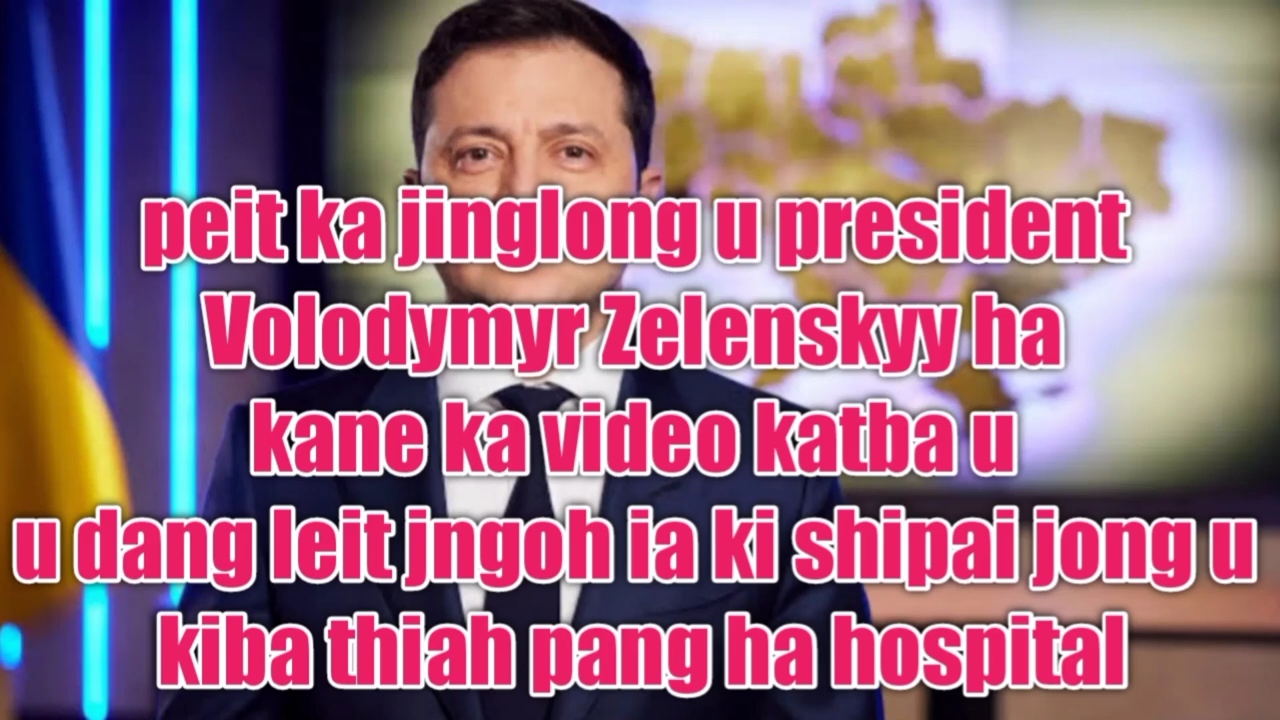 peit ka jinglong u president
Volodymyr Zelenskyy ha
kane ka video katba u
u dang leit jngoh ia ki shipai jong u
kiba thiah pang ha hospital